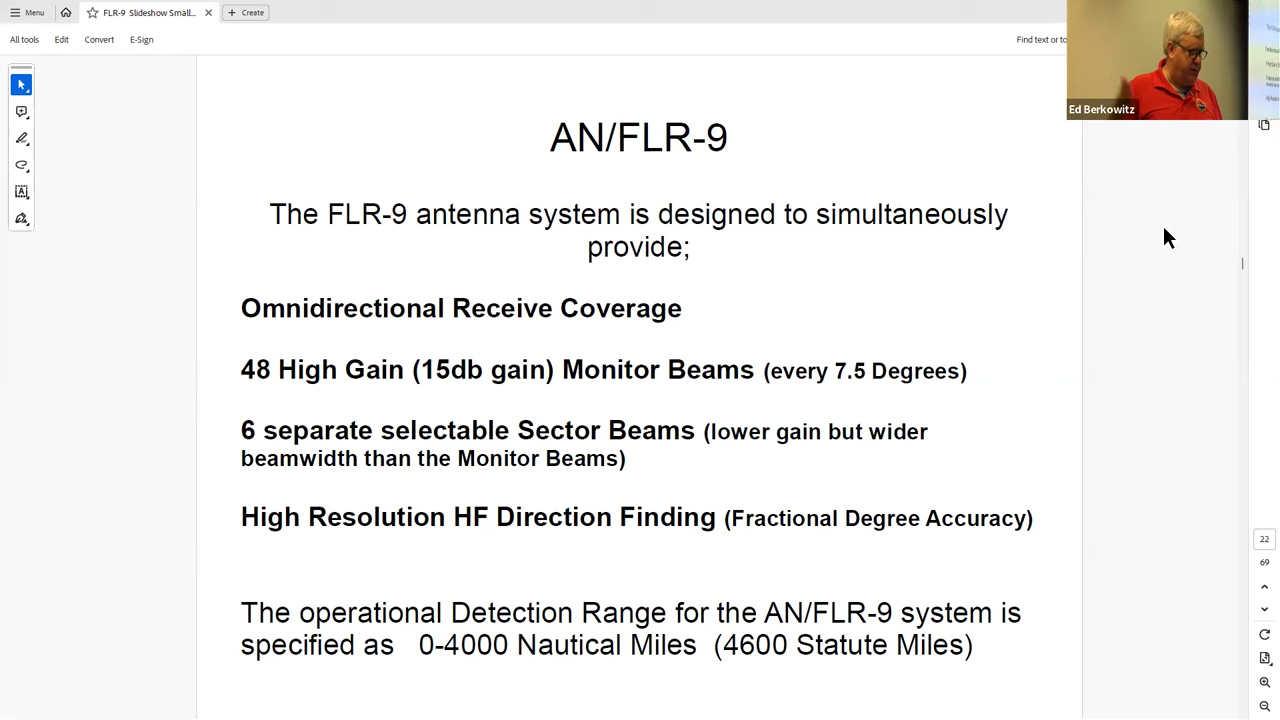 Menu
FLR-9 Slideshow Small...
Create
All tools
Edit
Convert
E-Sign
Find text or to
Ed Berkowitz
AN/FLR-9
The FLR-9 antenna system is designed to simultaneously
provide;
Omnidirectional Receive Coverage
48 High Gain (15db gain) Monitor Beams (every 7.5 Degrees)
6 separate selectable Sector Beams (lower gain but wider
beamwidth than the Monitor Beams)
High Resolution HF Direction Finding (Fractional Degree Accuracy)
The operational Detection Range for the AN/FLR-9 system is
specified as 0-4000 Nautical Miles (4600 Statute Miles)
22
69